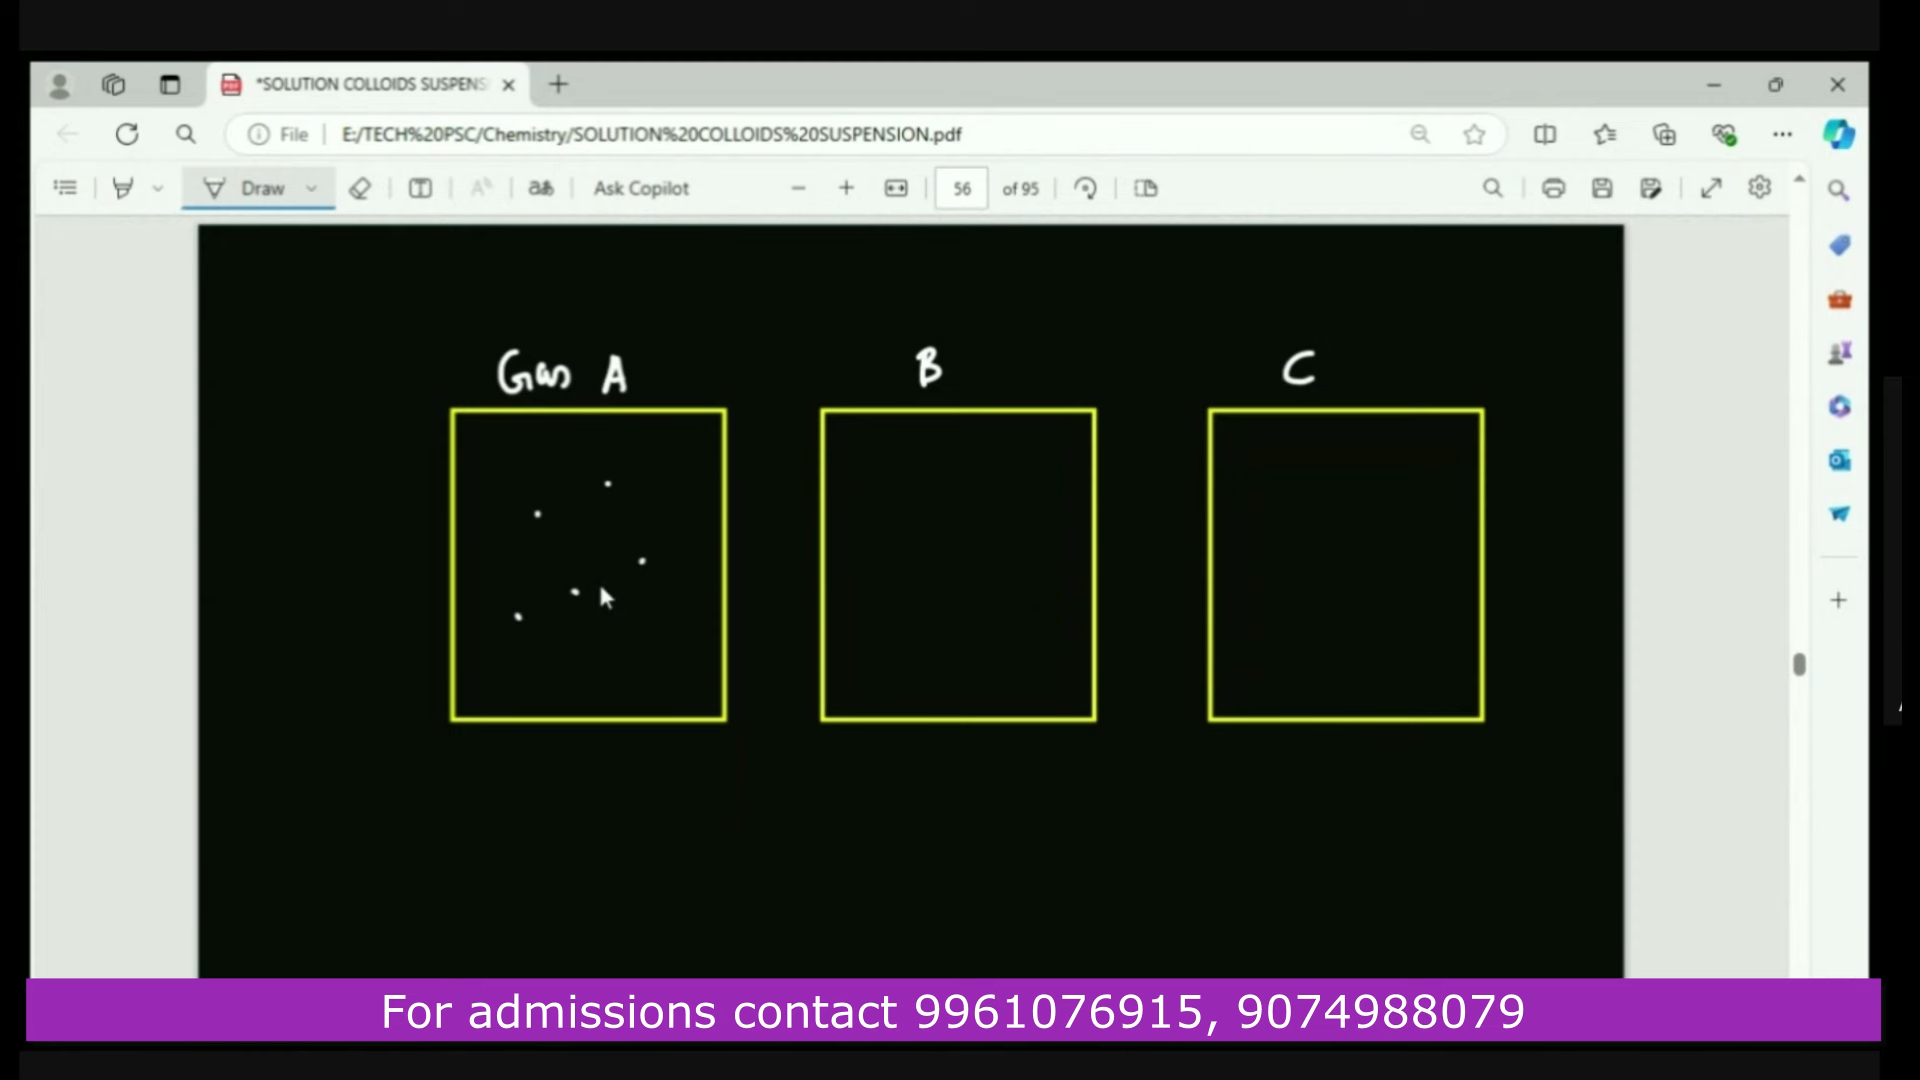 *SOLUTION COLLOIDS SUSPENS
File E:/TECH%20PSC/Chemistry/SOLUTION%20COLLOIDS%20SUSPENSION.pdf
Draw Ask Copilot 56 of 95
Gas A B C
For admissions contact 9961076915, 9074988079